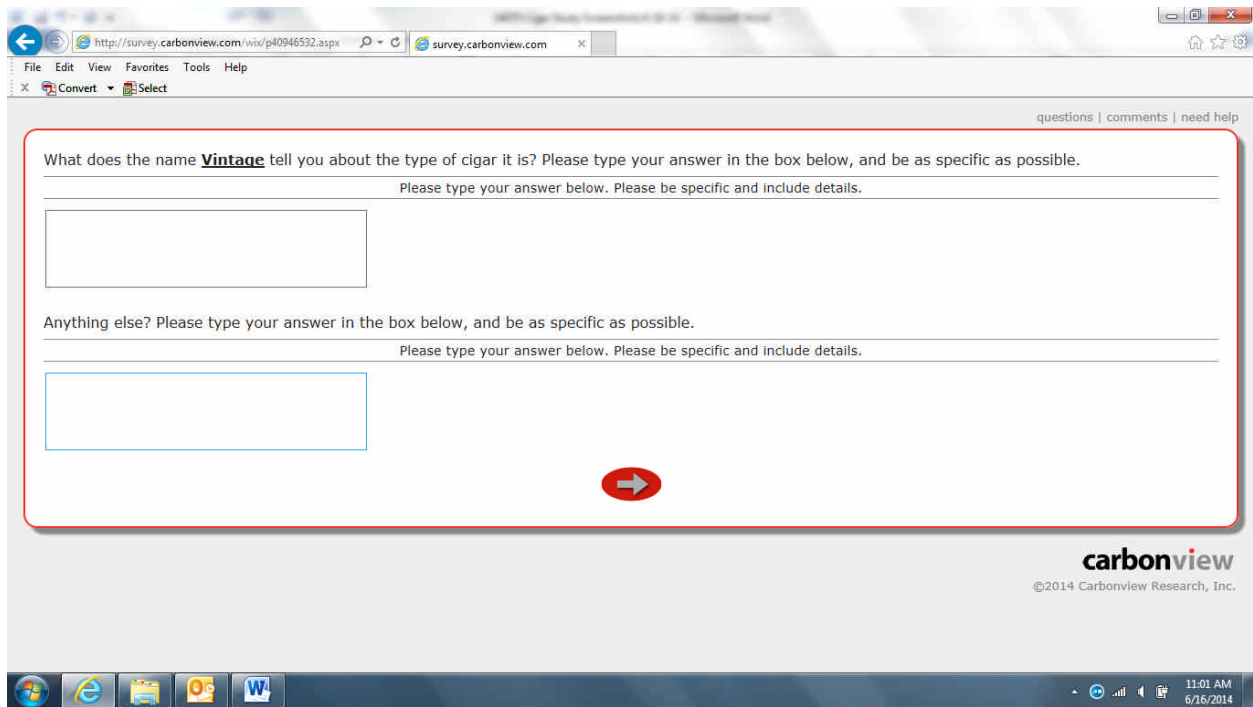 http://survey.carbonview.com/wix/p40946532.aspx
survey.carbonview.com
File Edit View Favorites Tools Help
Convert Select
questions | comments | need help
What does the name Vintage tell you about the type of cigar it is? Please type your answer in the box below, and be as specific as possible.
Please type your answer below. Please be specific and include details.
Anything else? Please type your answer in the box below, and be as specific as possible.
Please type your answer below. Please be specific and include details.
carbonview
©2014 Carbonview Research, Inc.
11:01 AM
6/16/2014